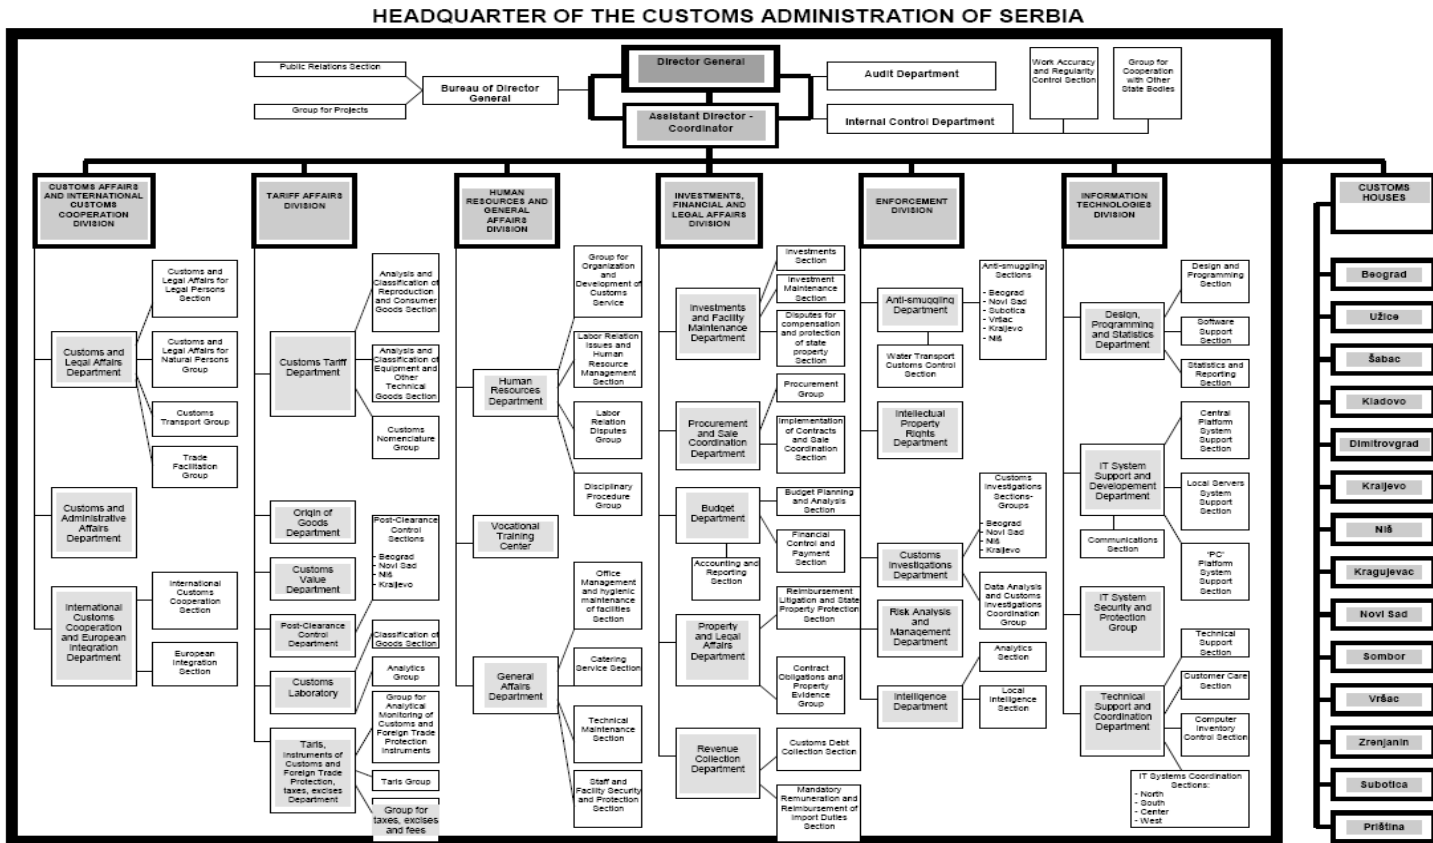 HEADQUARTER OF THE CUSTOMS ADMINISTRATION OF SERBIA
Director General
Assistant Director -
Coordinator
Public Relations Section
Group for Projects
Bureau of Director
General
Audit Department
Internal Control Department
Work Accuracy
and Regularity
Control Section
Group for
Cooperation
with Other
State Bodies
CUSTOMS AFFAIRS
AND INTERNATIONAL
CUSTOMS
COOPERATION
DIVISION
Customs and
Legal Affairs
Department
Customs and
Legal Affairs for
Legal Persons
Section
Customs and
Legal Affairs for
Natural Persons
Group
Customs
Transport Group
Trade
Facilitation
Group
Customs and
Administrative
Affairs
Department
International
Customs
Cooperation
and European
Integration
Department
International
Customs
Cooperation
Section
European
Integration
Section
TARIFF AFFAIRS
DIVISION
Customs Tariff
Department
Analysis and
Classification of
Reproduction
and Consumer
Goods Section
Analysis and
Classification of
Equipment and
Other
Technical
Goods Section
Customs
Nomenclature
Group
Origin of
Goods
Department
Customs
Value
Department
Post-Clearance
Control
Department
Post-Clearance
Control
Sections
- Beograd
- Novi Sad
- Niš
- Kraljevo
Customs
Laboratory
Classification of
Goods Section
Analytics
Group
Taris,
Instruments of
Customs and
Foreign Trade
Protection,
taxes, excises
Department
Group for
Analytical
Monitoring of
Customs and
Foreign Trade
Protection
Instruments
Taris Group
Group for
taxes, excises
and fees
HUMAN
RESOURCES AND
GENERAL
AFFAIRS
DIVISION
Human
Resources
Department
Group for
Organization
and
Development of
Customs
Service
Labor Relation
Issues and
Human
Resource
Management
Section
Labor
Relation
Disputes
Group
Disciplinary
Procedure
Group
Vocational
Training
Center
General
Affairs
Department
Office
Management
and hygienic
maintenance
of facilities
Section
Catering
Service Section
Technical
Maintenance
Section
Staff and
Facility Security
and Protection
Section
INVESTMENTS,
FINANCIAL AND
LEGAL AFFAIRS
DIVISION
Investments
and Facility
Maintenance
Department
Investments
Section
Investment
Maintenance
Section
Disputes for
compensation
and protection
of state
property Section
Procurement
and Sale
Coordination
Department
Procurement
Group
Implementation
of Contracts
and Sale
Coordination
Section
Budget
Department
Budget Planning
and Analysis
Section
Financial
Control and
Payment
Section
Accounting and
Reporting
Section
Property
and Legal
Affairs
Department
Reimbursement
Litigation and State
Property Protection
Contract
Obligations and
Property
Evidence
Group
Revenue
Collection
Department
Customs Debt
Collection Section
Mandatory
Remuneration and
Reimbursement of
Import Duties
Section
ENFORCEMENT
DIVISION
Anti-smuggling
Department
Anti-smuggling
Sections
- Beograd
- Novi Sad
- Subotica
- Vršac
- Kraljevo
- Niš
Water Transport
Customs Control
Section
Intellectual
Property
Rights
Department
Customs
Investigations
Department
Customs
Investigations
Sections-
Groups
- Beograd
- Novi Sad
- Niš
- Kraljevo
Data Analysis
and Customs
Investigations
Coordination
Group
Risk Analysis
and
Management
Department
Intelligence
Department
Analytics
Section
Local
Intelligence
Section
INFORMATION
TECHNOLOGIES
DIVISION
Design,
Programming
and Statistics
Department
Design and
Programming
Section
Software
Support
Section
Statistics and
Reporting
Section
IT System
Support and
Developement
Department
Central
Platform
System
Support
Section
Local Servers
System
Support
Section
Communications
Section
'PC'
Platform
System
Support
Section
IT System
Security and
Protection
Group
Technical
Support and
Coordination
Department
Technical
Support
Section
Customer Care
Section
Computer
Inventory
Control Section
IT Systems Coordination
Sections:
- North
- South
- Center
- West
CUSTOMS
HOUSES
Beograd
Užice
Šabac
Kladovo
Dimitrovgrad
Kraljevo
Niš
Kragujevac
Novi Sad
Sombor
Vršac
Zrenjanin
Subotica
Priština